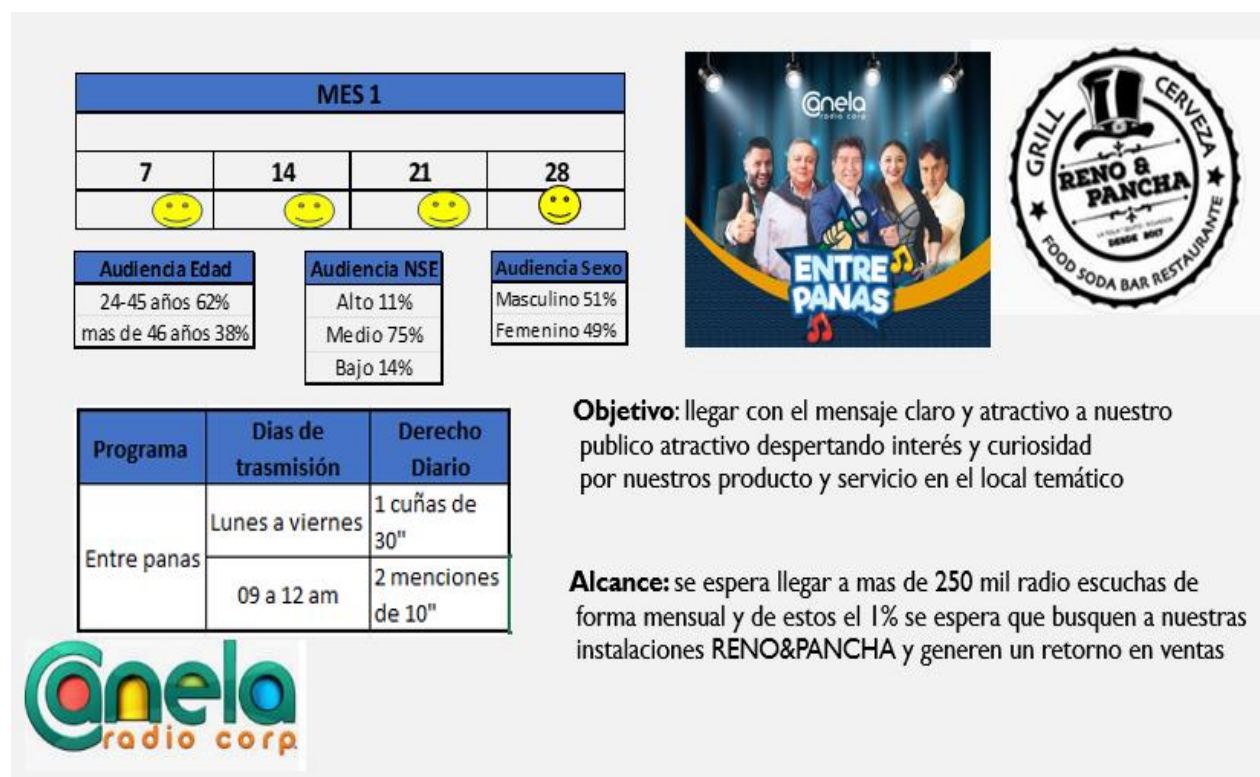 MES 1
7 14 21 28
Audiencia Edad
24-45 años 62%
mas de 46 años 38%
Audiencia NSE
Alto 11%
Medio 75%
Bajo 14%
Audiencia Sexo
Masculino 51%
Femenino 49%
Canela
radio corp
ENTRE
PANAS
GRILL
CERVEZA
RENO &
PANCHA
LA TOLA - QUITO - ECUADOR
DESDE 2017
FOOD SODA BAR RESTAURANTE
Programa
Dias de
trasmisión
Derecho
Diario
Entre panas
Lunes a viernes
1 cuñas de
30"
09 a 12 am
2 menciones
de 10"
Objetivo: llegar con el mensaje claro y atractivo a nuestro
publico atractivo despertando interés y curiosidad
por nuestros producto y servicio en el local temático
Alcance: se espera llegar a mas de 250 mil radio escuchas de
forma mensual y de estos el 1% se espera que busquen a nuestras
instalaciones RENO&PANCHA y generen un retorno en ventas
Canela
radio corp